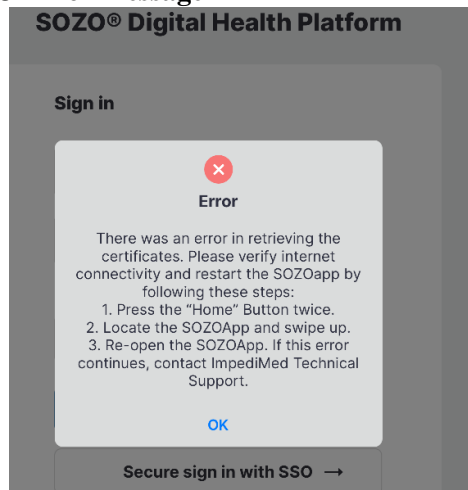 SOZO® Digital Health Platform
Sign in
Error
There was an error in retrieving the
certificates. Please verify internet
connectivity and restart the SOZOapp by
following these steps:
1. Press the “Home” Button twice.
2. Locate the SOZOApp and swipe up.
3. Re-open the SOZOApp. If this error
continues, contact ImpediMed Technical
Support.
OK
Secure sign in with SSO →